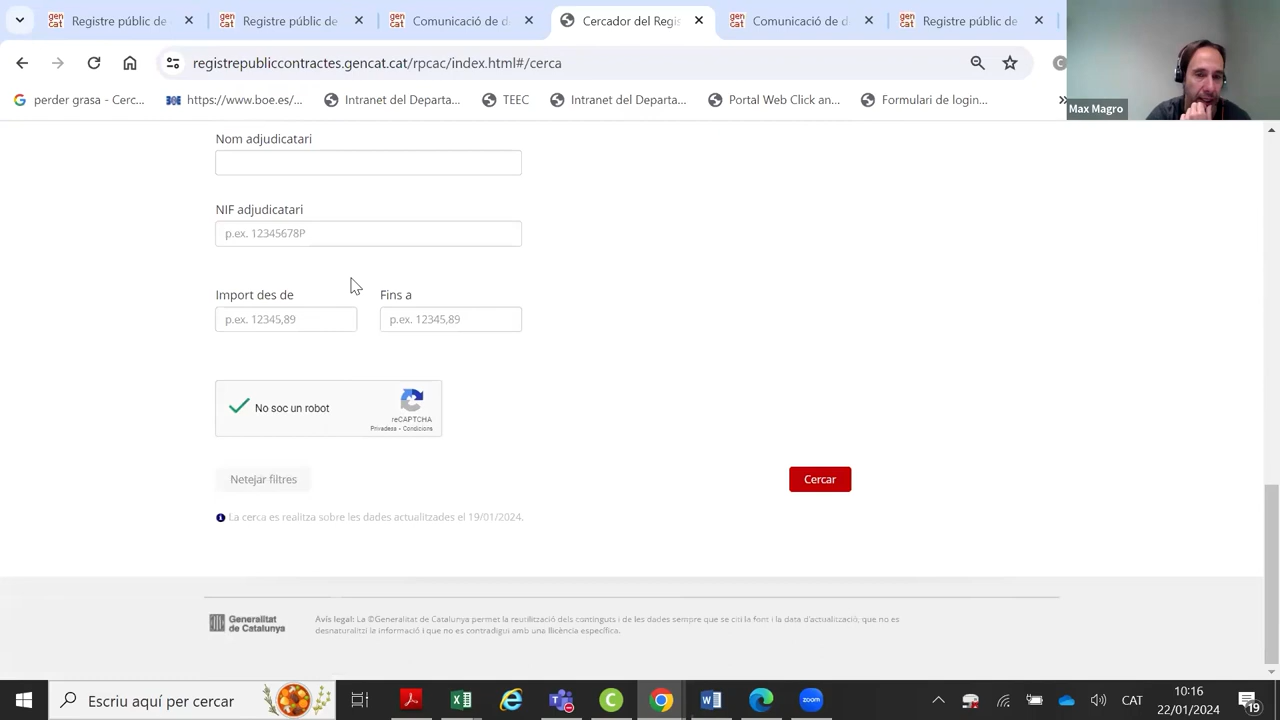 Registre públic de
Registre públic de
Comunicació de d
Cercador del Regis
Comunicació de d
Registre públic de
registrepubliccontractes.gencat.cat/rpcac/index.html#/cerca
perder grasa - Cerc...
https://www.boe.es/...
Intranet del Departa...
TEEC
Intranet del Departa...
Portal Web Click an...
Formulari de login...
Max Magro
Nom adjudicatari
NIF adjudicatari
p.ex. 12345678P
Import des de
Fins a
p.ex. 12345,89
p.ex. 12345,89
No soc un robot
reCAPTCHA
Privadesa - Condicions
Netejar filtres
Cercar
La cerca es realitza sobre les dades actualitzades el 19/01/2024.
Generalitat
de Catalunya
Avís legal: La ©Generalitat de Catalunya permet la reutilització dels continguts i de les dades sempre que se citi la font i la data d'actualització, que no es
desnaturalitzi la informació i que no es contradigui amb una llicència específica.
Escriu aquí per cercar
zoom
CAT
10:16
22/01/2024
19